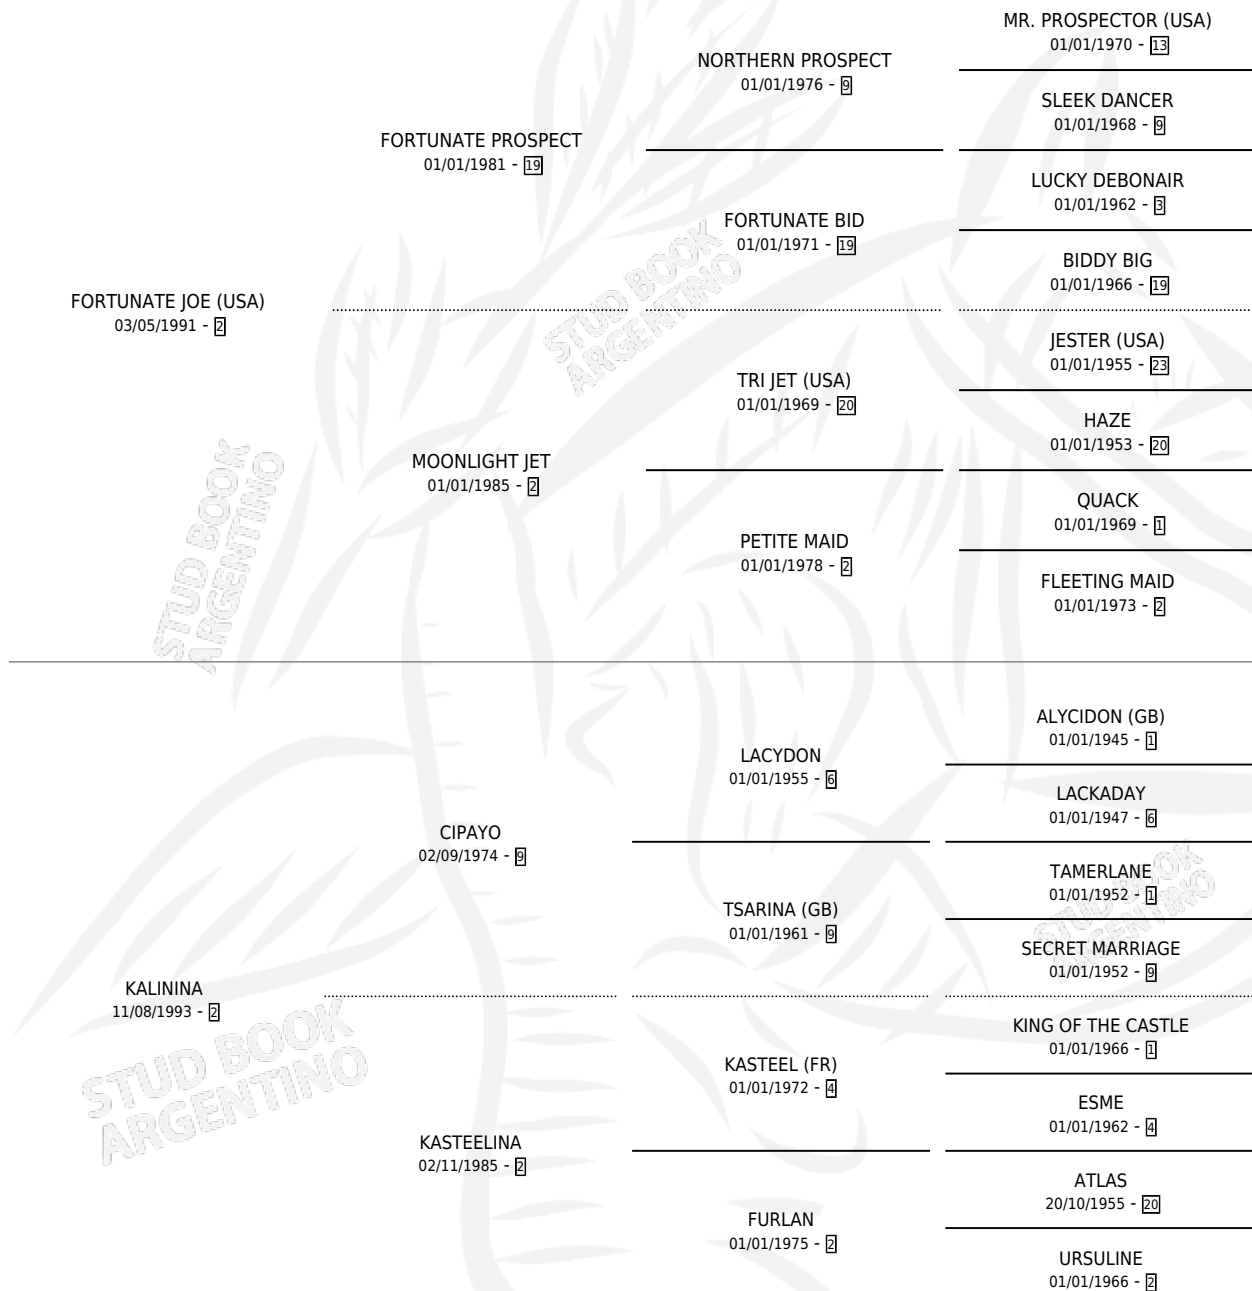 MR. PROSPECTOR (USA)
01/01/1970 - 13
NORTHERN PROSPECT
01/01/1976 - 9
SLEEK DANCER
01/01/1968 - 9
FORTUNATE PROSPECT
01/01/1981 - 19
LUCKY DEBONAIR
01/01/1962 - 3
FORTUNATE BID
01/01/1971 - 19
BIDDY BIG
01/01/1966 - 19
FORTUNATE JOE (USA)
03/05/1991 - 2
JESTER (USA)
01/01/1955 - 23
TRI JET (USA)
01/01/1969 - 20
HAZE
01/01/1953 - 20
MOONLIGHT JET
01/01/1985 - 2
QUACK
01/01/1969 - 1
PETITE MAID
01/01/1978 - 2
FLEETING MAID
01/01/1973 - 2
ALYCIDON (GB)
01/01/1945 - 1
LACYDON
01/01/1955 - 6
LACKADAY
01/01/1947 - 6
CIPAYO
02/09/1974 - 9
TAMERLANE
01/01/1952 - 1
TSARINA (GB)
01/01/1961 - 9
SECRET MARRIAGE
01/01/1952 - 9
KALININA
11/08/1993 - 2
KING OF THE CASTLE
01/01/1966 - 1
KASTEEL (FR)
01/01/1972 - 4
ESME
01/01/1962 - 4
KASTEELINA
02/11/1985 - 2
ATLAS
20/10/1955 - 20
FURLAN
01/01/1975 - 2
URSULINE
01/01/1966 - 2
STUD BOOK
ARGENTINO
STUD BOOK
ARGENTINO
STUD BOOK
ARGENTINO
STUD BOOK
ARGENTINO